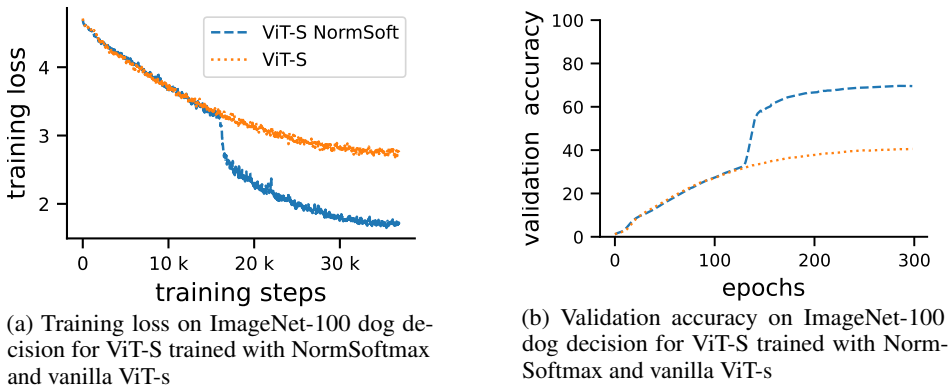 training loss
4
3
2
ViT-S NormSoft
ViT-S
0
10 k
20 k
30 k
training steps
(a) Training loss on ImageNet-100 dog de-
cision for ViT-S trained with NormSoftmax
and vanilla ViT-s
validation accuracy
100
80
60
40
20
0
0
100
200
300
epochs
(b) Validation accuracy on ImageNet-100
dog decision for ViT-S trained with Norm-
Softmax and vanilla ViT-s